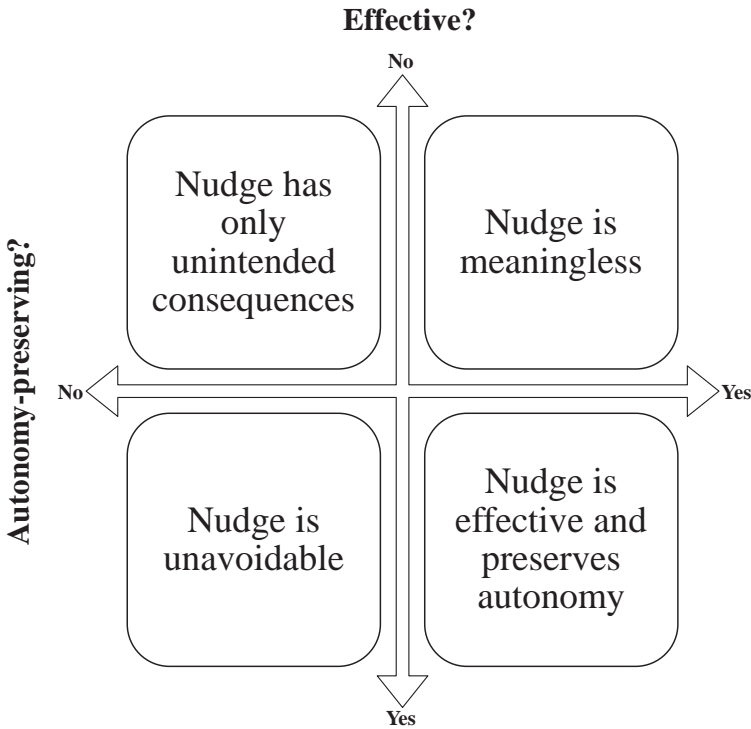 Effective?
No
Nudge has
only
unintended
consequences
Nudge is
meaningless
Autonomy-preserving?
No
Yes
Nudge is
unavoidable
Nudge is
effective and
preserves
autonomy
Yes